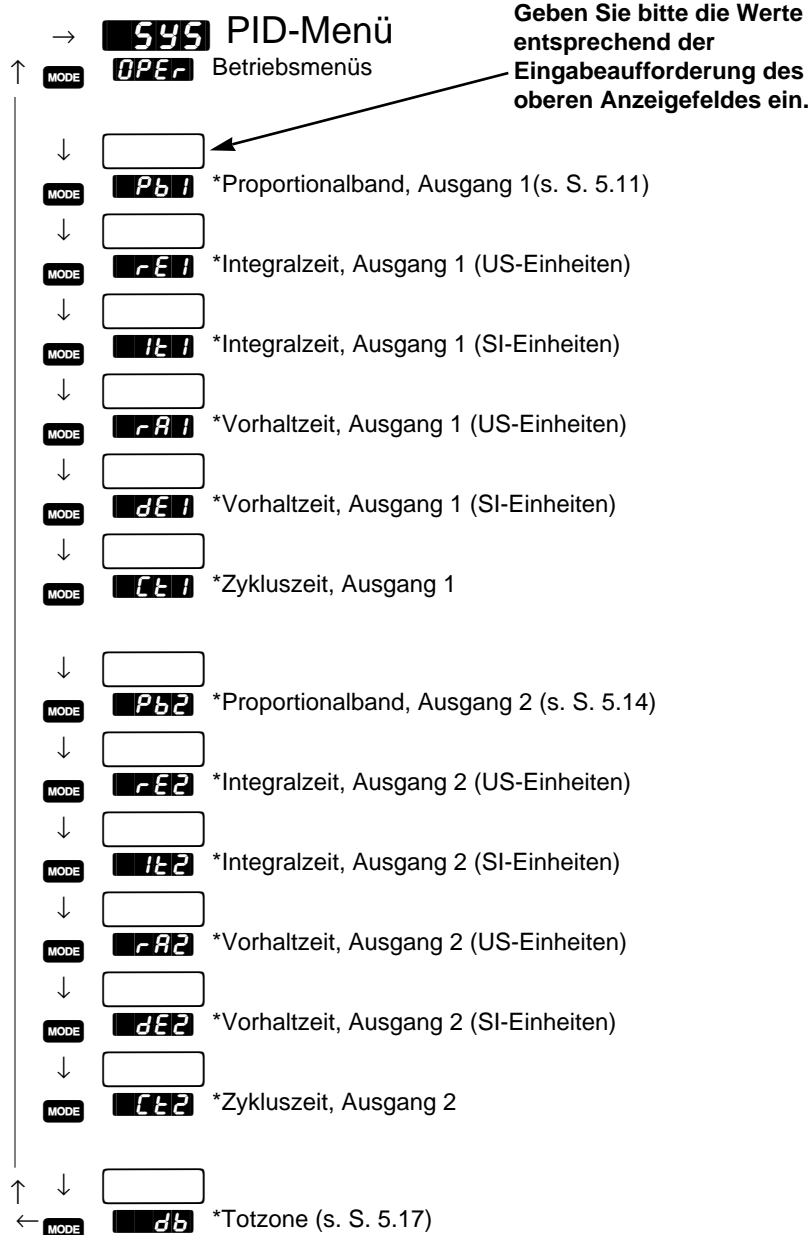 → SYS PID-Menü
Geben Sie bitte die Werte
entsprechend der
Eingabeaufforderung des
oberen Anzeigefeldes ein.
↑ MODE OPEr Betriebsmenüs
↓
MODE Pb1 *Proportionalband, Ausgang 1(s. S. 5.11)
↓
MODE rE1 *Integralzeit, Ausgang 1 (US-Einheiten)
↓
MODE It1 *Integralzeit, Ausgang 1 (SI-Einheiten)
↓
MODE rA1 *Vorhaltzeit, Ausgang 1 (US-Einheiten)
↓
MODE dE1 *Vorhaltzeit, Ausgang 1 (SI-Einheiten)
↓
MODE Ct1 *Zykluszeit, Ausgang 1
↓
MODE Pb2 *Proportionalband, Ausgang 2 (s. S. 5.14)
↓
MODE rE2 *Integralzeit, Ausgang 2 (US-Einheiten)
↓
MODE It2 *Integralzeit, Ausgang 2 (SI-Einheiten)
↓
MODE rA2 *Vorhaltzeit, Ausgang 2 (US-Einheiten)
↓
MODE dE2 *Vorhaltzeit, Ausgang 2 (SI-Einheiten)
↓
MODE Ct2 *Zykluszeit, Ausgang 2
↑ ↓
← MODE db *Totzone (s. S. 5.17)